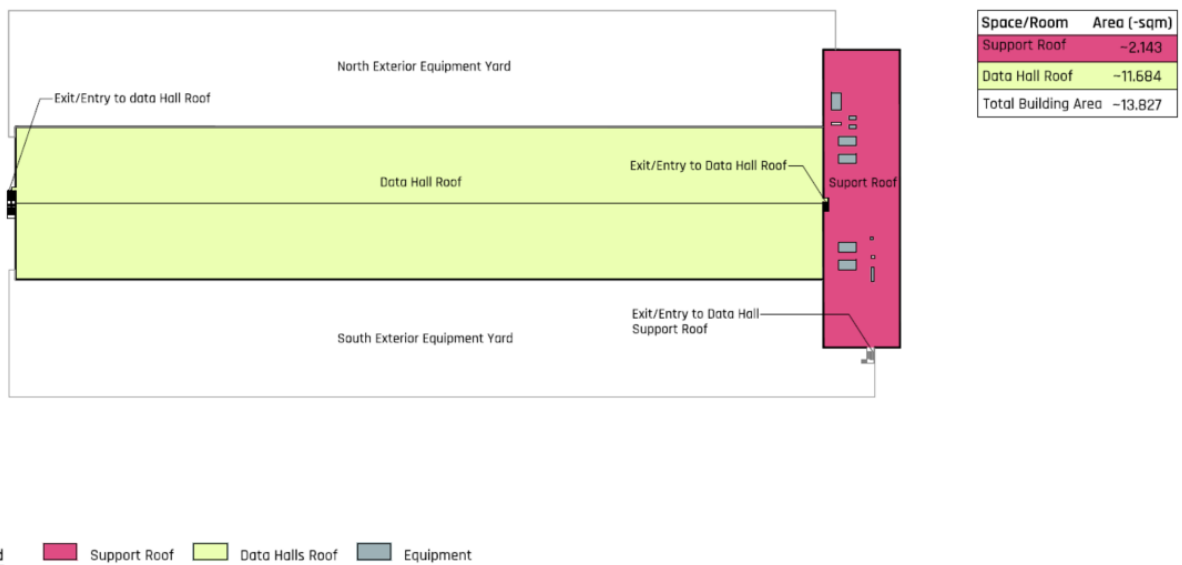 Space/Room Area (-sqm)
Support Roof ~2.143
Data Hall Roof ~11.684
Total Building Area ~13.827
North Exterior Equipment Yard
Exit/Entry to data Hall Roof
Exit/Entry to Data Hall Roof
Data Hall Roof
Suport Roof
Exit/Entry to Data Hall
Support Roof
South Exterior Equipment Yard
Support Roof Data Halls Roof Equipment